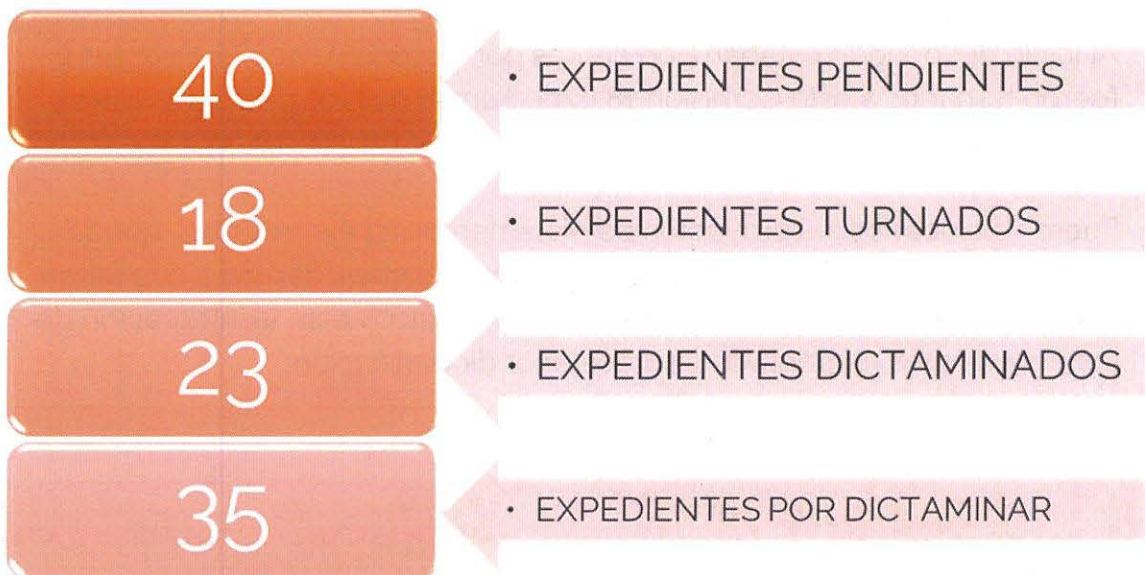 40
• EXPEDIENTES PENDIENTES
18
• EXPEDIENTES TURNADOS
23
• EXPEDIENTES DICTAMINADOS
35
• EXPEDIENTES POR DICTAMINAR